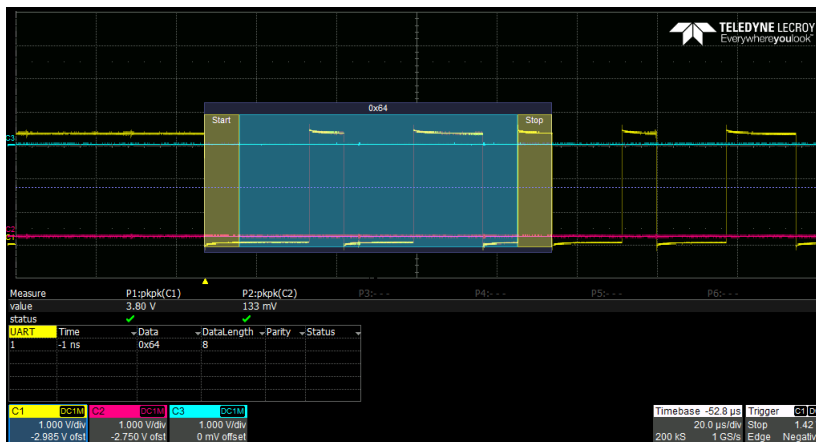 TELEDYNE LECROY
Everywhereyoulook™
0x64
Start Stop
C3
C2
C1
Measure P1:pkpk(C1) P2:pkpk(C2) P3:- - - P4:- - - P5:- - - P6:- - -
value 3.80 V 133 mV
status
UART Time Data DataLength Parity Status
1 -1 ns 0x64 8
C1 DC1M C2 DC1M C3 DC1M Timebase -52.8 µs Trigger C1
1.000 V/div 1.000 V/div 1.000 V/div 20.0 µs/div Stop 1.42
-2.985 V ofst -2.750 V ofst 0 mV offset 200 kS 1 GS/s Edge Negativ